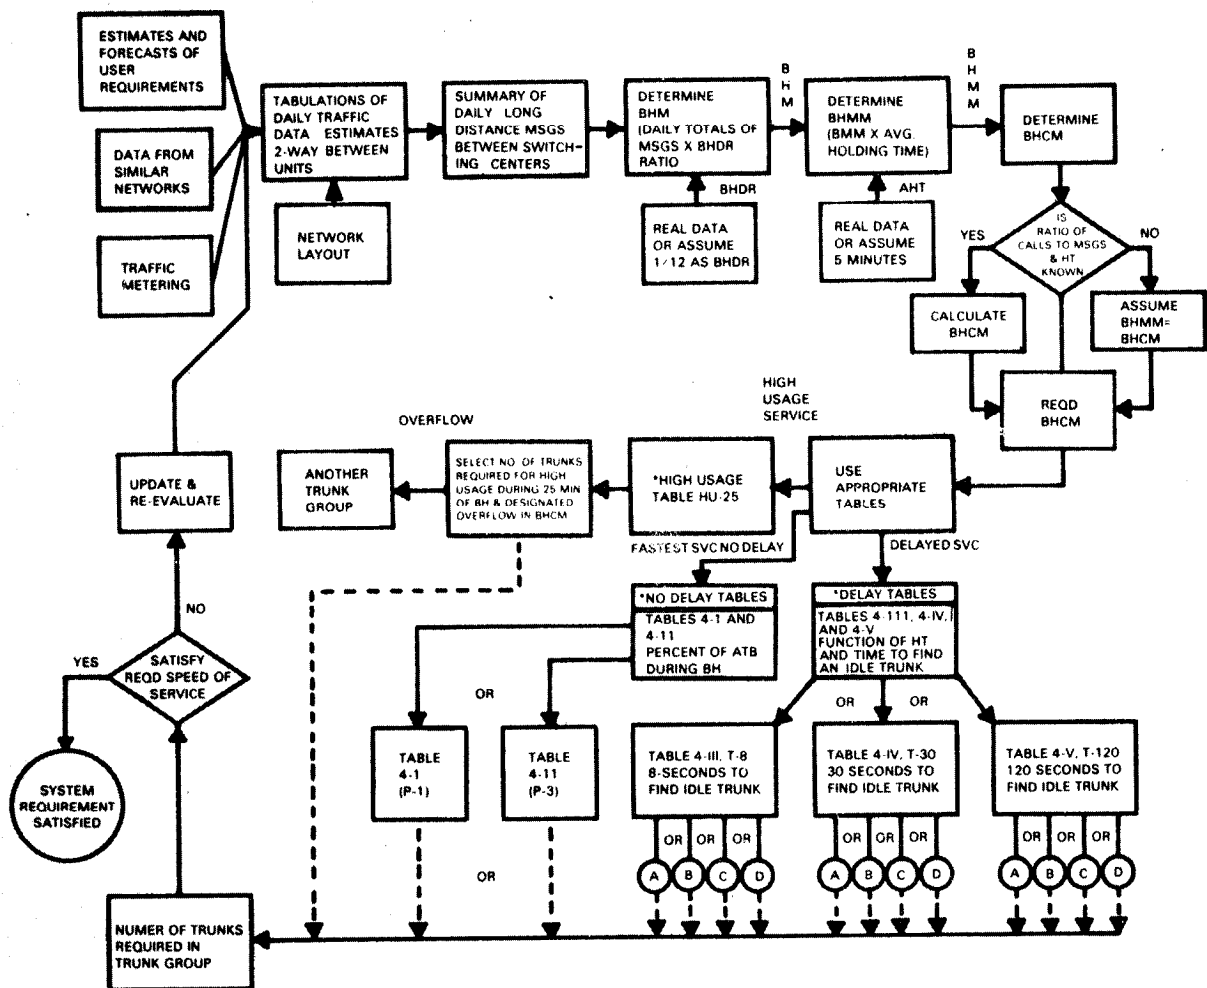 ESTIMATES AND
FORECASTS OF
USER
REQUIREMENTS
DATA FROM
SIMILAR
NETWORKS
TRAFFIC
METERING
TABULATIONS OF
DAILY TRAFFIC
DATA ESTIMATES
2-WAY BETWEEN
UNITS
NETWORK
LAYOUT
SUMMARY OF
DAILY LONG
DISTANCE MSGS
BETWEEN SWITCH-
ING CENTERS
DETERMINE
BHM
(DAILY TOTALS OF
MSGS X BHDR
RATIO
BHDR
REAL DATA
OR ASSUME
1/12 AS BHDR
B
H
M
DETERMINE
BHMM
(BMM X AVG.
HOLDING TIME)
AHT
REAL DATA
OR ASSUME
5 MINUTES
B
H
M
M
DETERMINE
BHCM
IS
RATIO OF
CALLS TO MSGS
& HT
KNOWN
YES
NO
CALCULATE
BHCM
ASSUME
BHMM=
BHCM
REQD
BHCM
USE
APPROPRIATE
TABLES
HIGH
USAGE
SERVICE
*HIGH USAGE
TABLE HU-25
SELECT NO. OF TRUNKS
REQUIRED FOR HIGH
USAGE DURING 25 MIN
OF BH & DESIGNATED
OVERFLOW IN BHCM
OVERFLOW
ANOTHER
TRUNK
GROUP
FASTEST SVC NO DELAY
DELAYED SVC
*NO DELAY TABLES
TABLES 4-1 AND
4-11
PERCENT OF ATB
DURING BH
*DELAY TABLES
TABLES 4-111, 4-IV,
AND 4-V
FUNCTION OF HT
AND TIME TO FIND
AN IDLE TRUNK
OR
OR OR
TABLE
4-1
(P-1)
TABLE
4-11
(P-3)
TABLE 4-III, T-8
8-SECONDS TO
FIND IDLE TRUNK
TABLE 4-IV, T-30
30 SECONDS TO
FIND IDLE TRUNK
TABLE 4-V, T-120
120 SECONDS TO
FIND IDLE TRUNK
OR OR OR
OR OR OR
OR OR OR
OR
A B C D
A B C D
A B C D
UPDATE &
RE-EVALUATE
NO
YES
SATISFY
REQD SPEED OF
SERVICE
SYSTEM
REQUIREMENT
SATISFIED
NUMER OF TRUNKS
REQUIRED IN
TRUNK GROUP